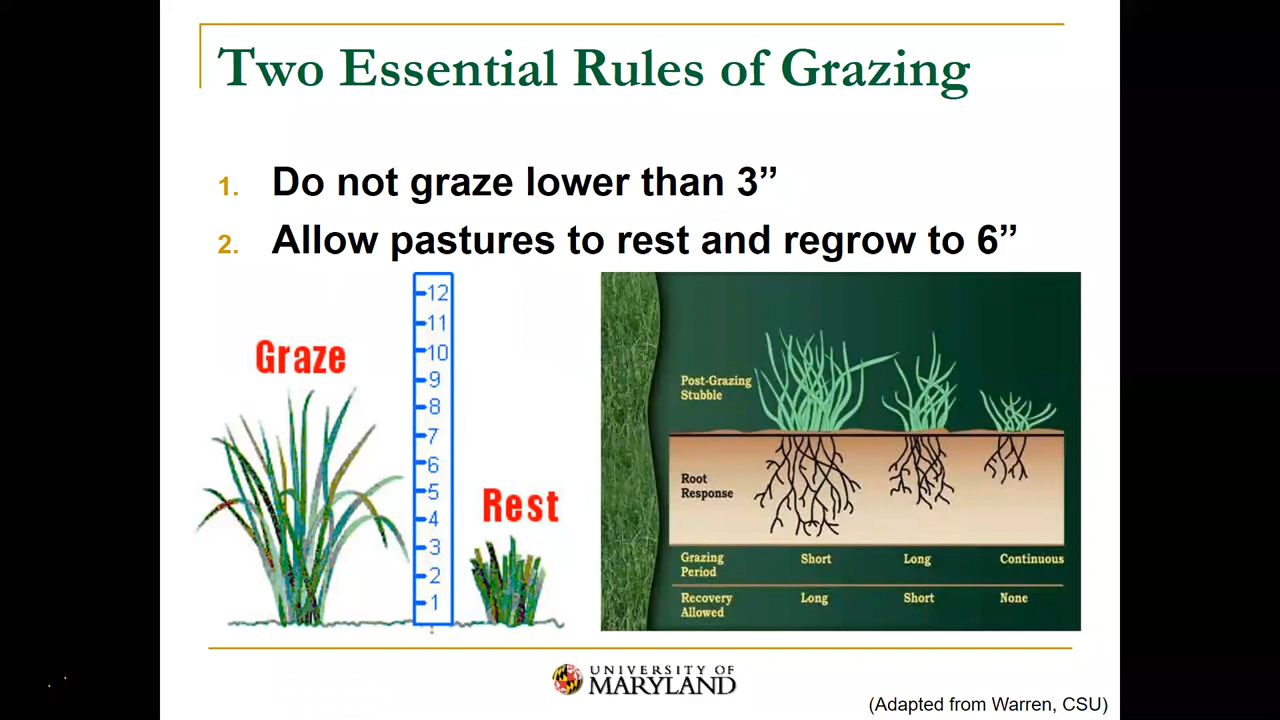 Two Essential Rules of Grazing
1. Do not graze lower than 3”
2. Allow pastures to rest and regrow to 6”
Graze
12
11
10
9
8
7
6
5
4
3
2
1
Rest
Post-Grazing
Stubble
Root
Response
Grazing
Period
Short
Long
Continuous
Recovery
Allowed
Long
Short
None
UNIVERSITY OF
MARYLAND
(Adapted from Warren, CSU)